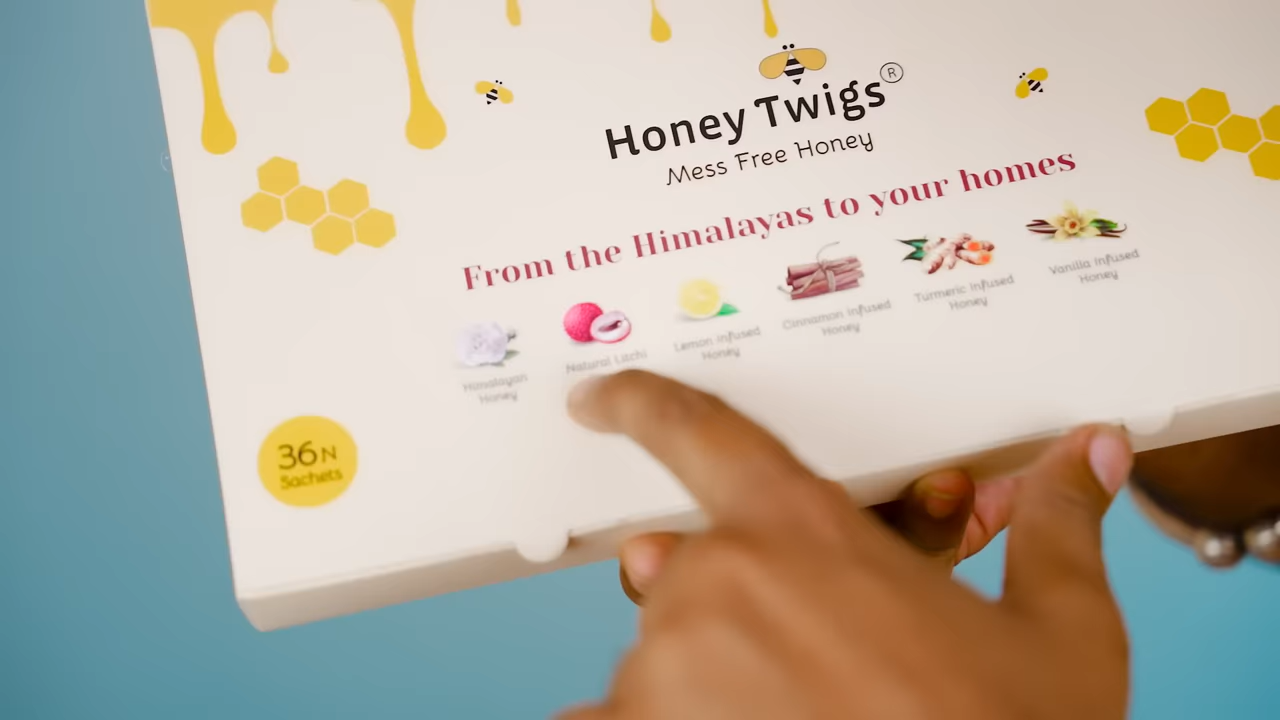 Honey Twigs®
Mess Free Honey
From the Himalayas to your homes
Himalayan
Honey
Natural Litchi
Lemon Infused
Honey
Cinnamon Infused
Honey
Turmeric Infused
Honey
Vanilla Infused
Honey
36N
Sachets